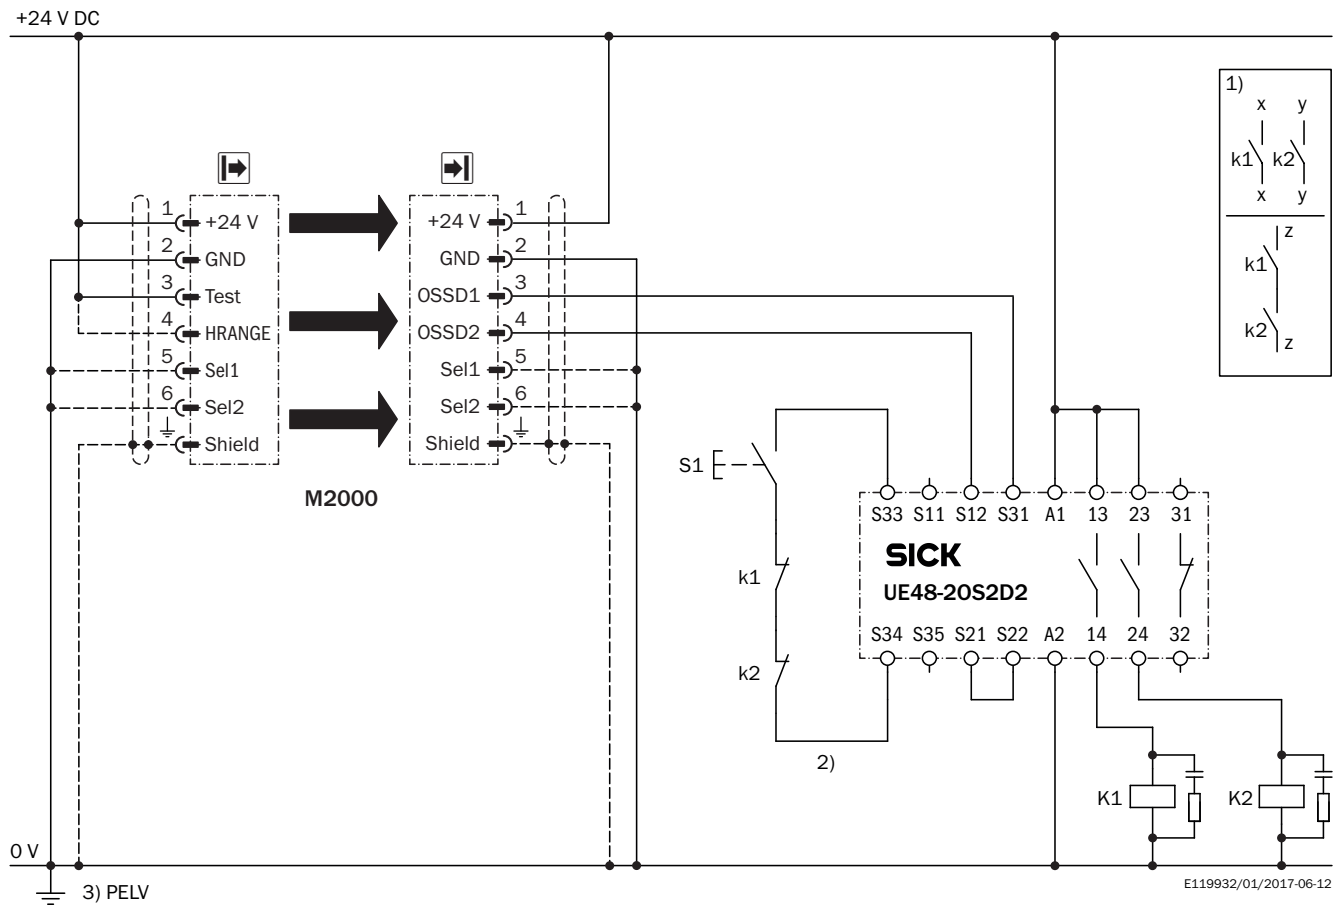 +24 V DC
1)
x y
k1 k2
x y
z
k1
k2
z
1 +24 V
2 GND
3 Test
4 HRANGE
5 Sel1
6 Sel2
Shield
+24 V 1
GND 2
OSSD1 3
OSSD2 4
Sel1 5
Sel2 6
Shield
M2000
S1
k1
k2
2)
S33 S11 S12 S31 A1 13 23 31
SICK
UE48-2OS2D2
S34 S35 S21 S22 A2 14 24 32
K1 K2
0 V
3) PELV
E119932/01/2017-06-12